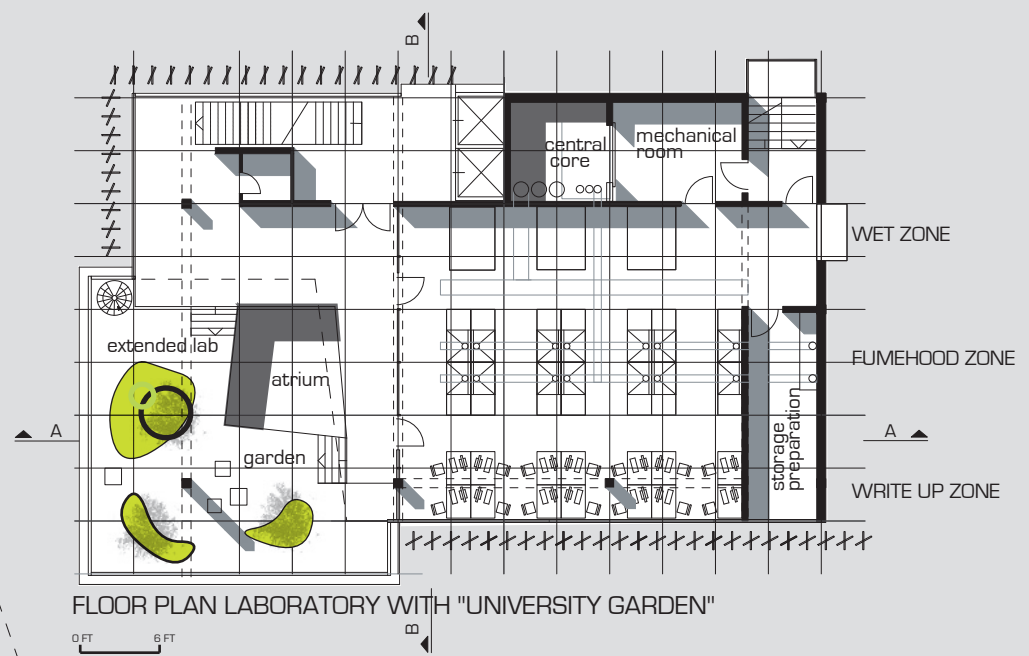 B
central
core
mechanical
room
WET ZONE
extended lab
atrium
FUMEHOOD ZONE
A
A
garden
storage
preparation
WRITE UP ZONE
FLOOR PLAN LABORATORY WITH "UNIVERSITY GARDEN"
B
0 FT
6 FT